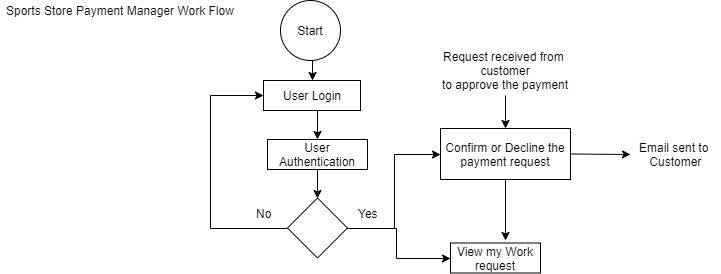 Sports Store Payment Manager Work Flow
Start
Request received from
customer
to approve the payment
User Login
User
Authentication
Confirm or Decline the
payment request
Email sent to
Customer
No
Yes
View my Work
request